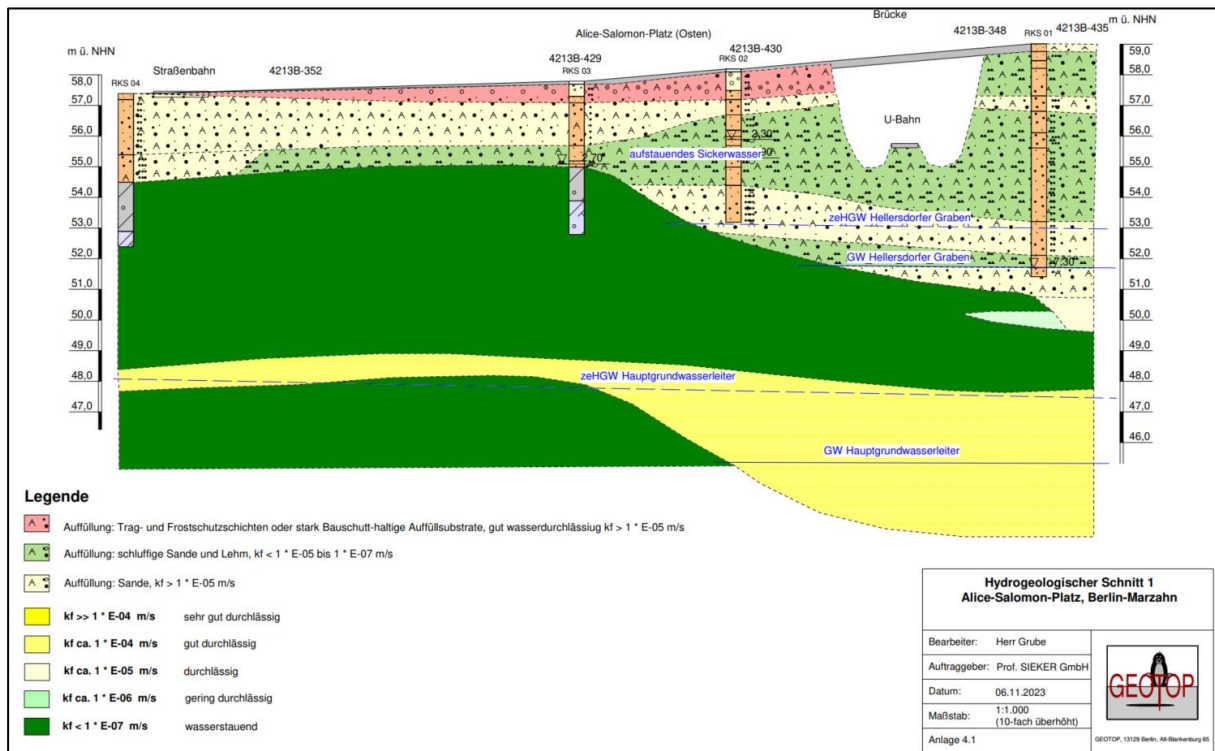 Brücke
Alice-Salomon-Platz (Osten)
4213B-348
4213B-435
RKS 01
m ü. NHN
m ü. NHN
Straßenbahn
4213B-352
4213B-429
RKS 03
4213B-430
RKS 02
RKS 04
58,0
57,0
56,0
55,0
54,0
53,0
52,0
51,0
50,0
49,0
48,0
47,0
59,0
58,0
57,0
56,0
55,0
54,0
53,0
52,0
51,0
50,0
49,0
48,0
47,0
46,0
U-Bahn
2,30
2,70
aufstauendes Sickerwasser
zeHGW Hellersdorfer Graben
GW Hellersdorfer Graben
7,30
zeHGW Hauptgrundwasserleiter
GW Hauptgrundwasserleiter
Legende
Auffüllung: Trag- und Frostschutzschichten oder stark Bauschutt-haltige Auffüllsubstrate, gut wasserdurchlässiug kf > 1 * E-05 m/s
Auffüllung: schluffige Sande und Lehm, kf < 1 * E-05 bis 1 * E-07 m/s
Auffüllung: Sande, kf > 1 * E-05 m/s
kf >> 1 * E-04 m/s sehr gut durchlässig
kf ca. 1 * E-04 m/s gut durchlässig
kf ca. 1 * E-05 m/s durchlässig
kf ca. 1 * E-06 m/s gering durchlässig
kf < 1 * E-07 m/s wasserstauend
Hydrogeologischer Schnitt 1
Alice-Salomon-Platz, Berlin-Marzahn
Bearbeiter: Herr Grube
Auftraggeber: Prof. SIEKER GmbH
Datum: 06.11.2023
Maßstab: 1:1.000
(10-fach überhöht)
Anlage 4.1
GEOTOP
GEOTOP, 13129 Berlin, Alt-Blankenburg 65